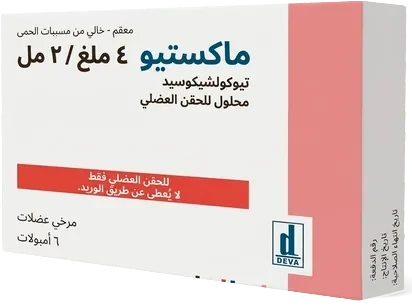 معقم - خالي من مسببات الحمى
ماكستيو ٤ ملغ / ٢ مل
تيوكولشيكوسيد
محلول للحقن العضلي
للحقن العضلي فقط
لا يُعطى عن طريق الوريد.
مرخي عضلات
٦ أمبولات
d
DEVA
رقم الدفعة:
تاريخ الإنتاج:
تاريخ انتهاء الصلاحية: